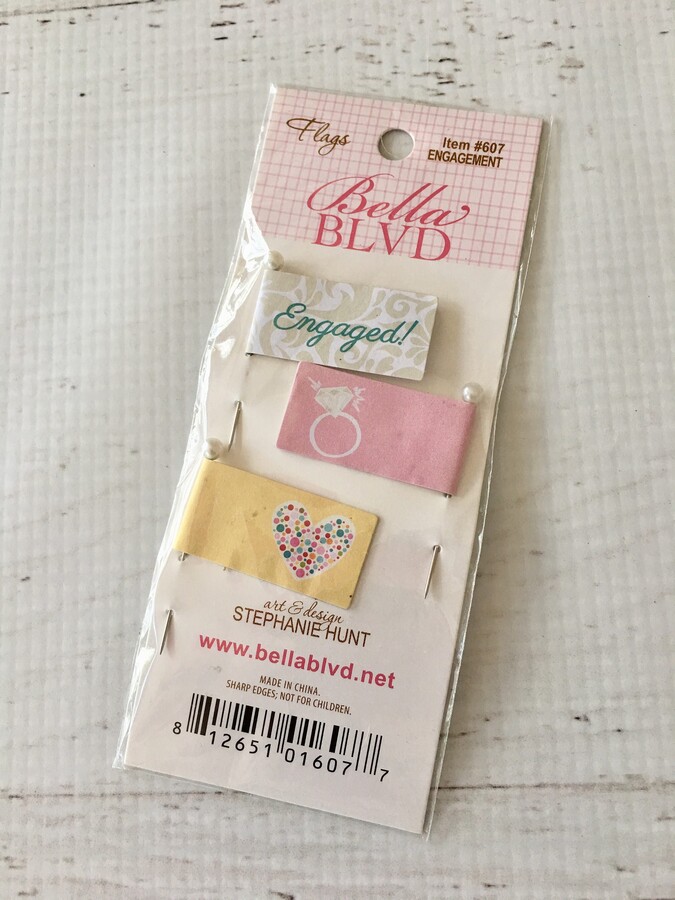 Flags
Item #607
ENGAGEMENT
Bella
BLVD
Engaged!
art & design
STEPHANIE HUNT
www.bellablvd.net
MADE IN CHINA.
SHARP EDGES; NOT FOR CHILDREN.
8 12651 01607 7